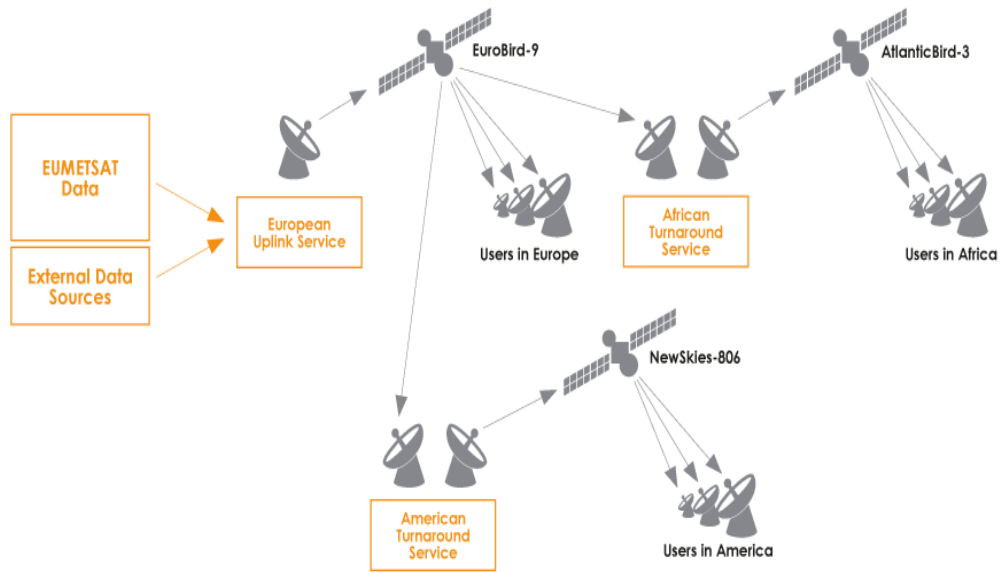 EuroBird-9
AtlanticBird-3
EUMETSAT
Data
European
Uplink Service
African
Turnaround
Service
Users in Europe
Users in Africa
External Data
Sources
NewSkies-806
American
Turnaround
Service
Users in America